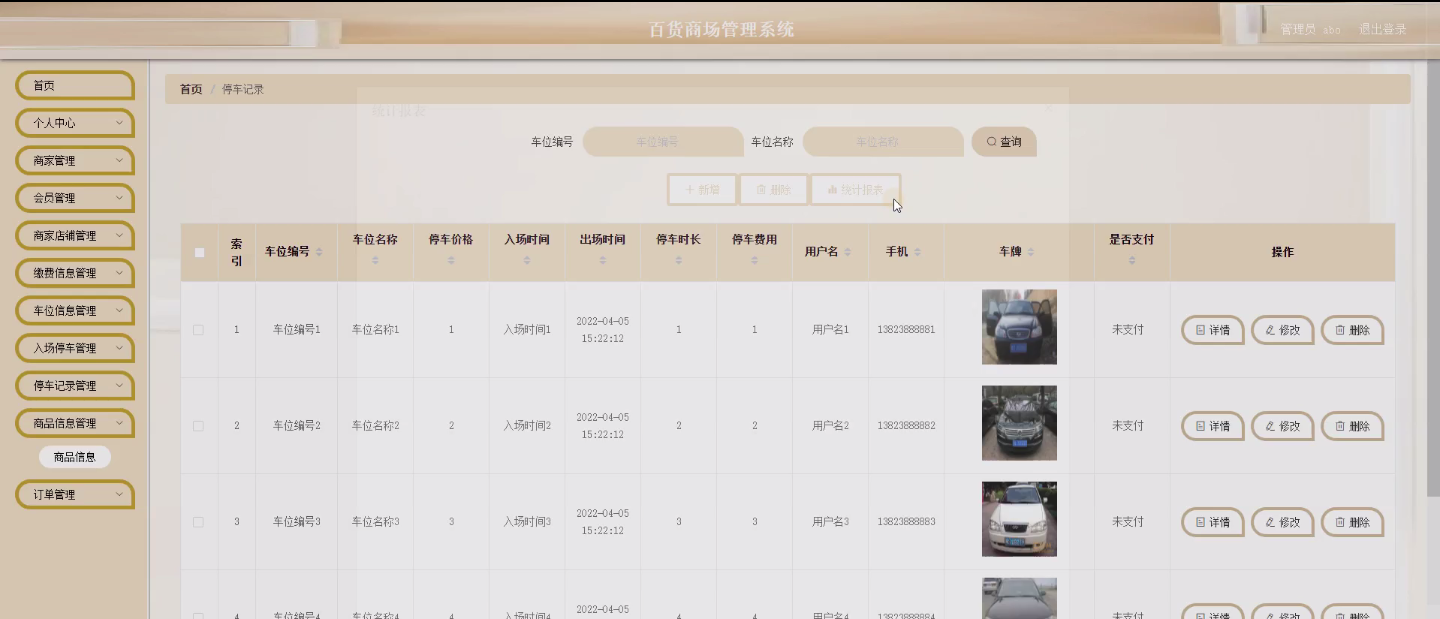 百货商场管理系统
管理员 abo 退出登录
首页
个人中心
商家管理
会员管理
商家店铺管理
缴费信息管理
车位信息管理
入场停车管理
停车记录管理
商品信息管理
商品信息
订单管理
首页 / 停车记录
统计报表
车位编号 车位编号 车位名称 车位名称 查询
+ 新增 删除 统计报表
索引 车位编号 车位名称 停车价格 入场时间 出场时间 停车时长 停车费用 用户名 手机 车牌 是否支付 操作
1 车位编号1 车位名称1 1 入场时间1 2022-04-05 15:22:12 1 1 用户名1 13823888881 未支付 详情 修改 删除
2 车位编号2 车位名称2 2 入场时间2 2022-04-05 15:22:12 2 2 用户名2 13823888882 未支付 详情 修改 删除
3 车位编号3 车位名称3 3 入场时间3 2022-04-05 15:22:12 3 3 用户名3 13823888883 未支付 详情 修改 删除
4 车位编号4 车位名称4 4 入场时间4 2022-04-05 4 4 用户名4 13823888884 未支付 详情 修改 删除